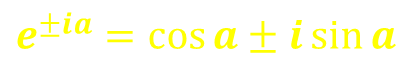 e^{±ia} = cos a ± i sin a